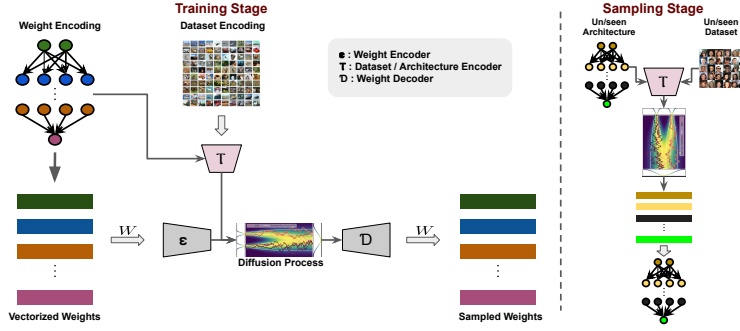 Training Stage
Weight Encoding
Dataset Encoding
ε : Weight Encoder
T : Dataset / Architecture Encoder
D : Weight Decoder
T
W
ε
D
W
Diffusion Process
Vectorized Weights
Sampled Weights
Sampling Stage
Un/seen
Architecture
Un/seen
Dataset
T